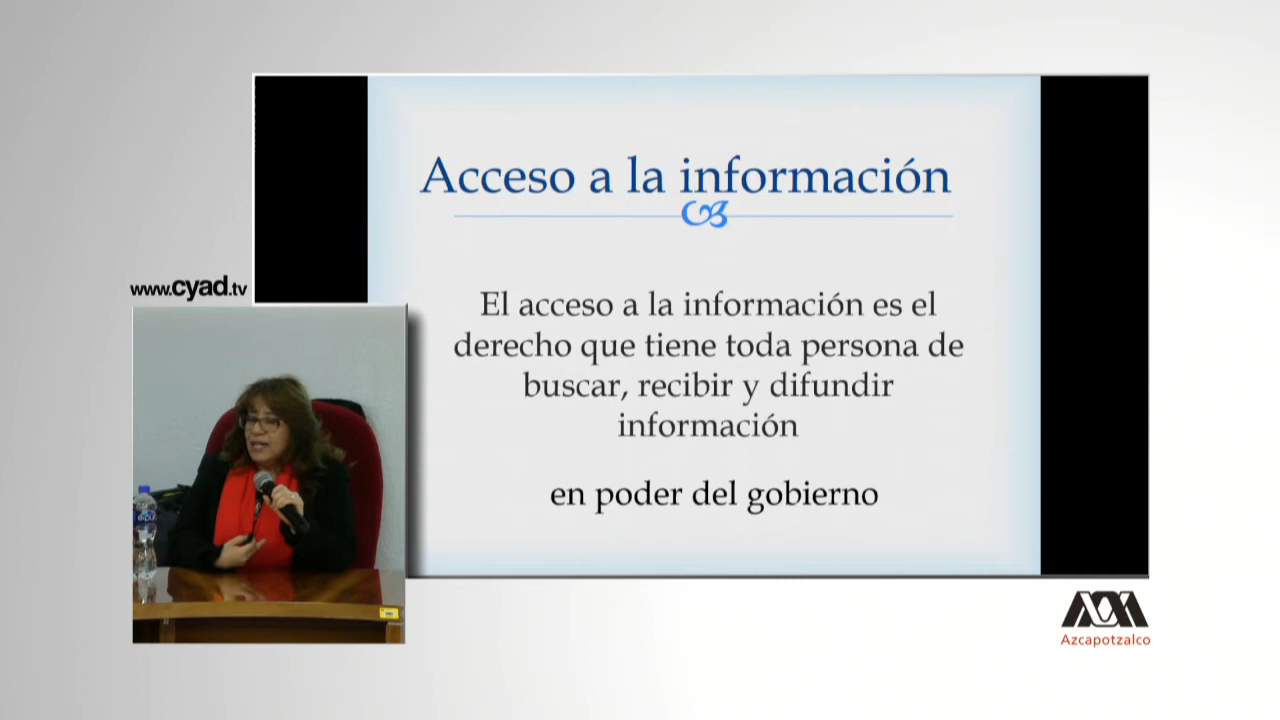 Acceso a la información
www.cyad.tv
El acceso a la información es el
derecho que tiene toda persona de
buscar, recibir y difundir
información
en poder del gobierno
Azcapotzalco